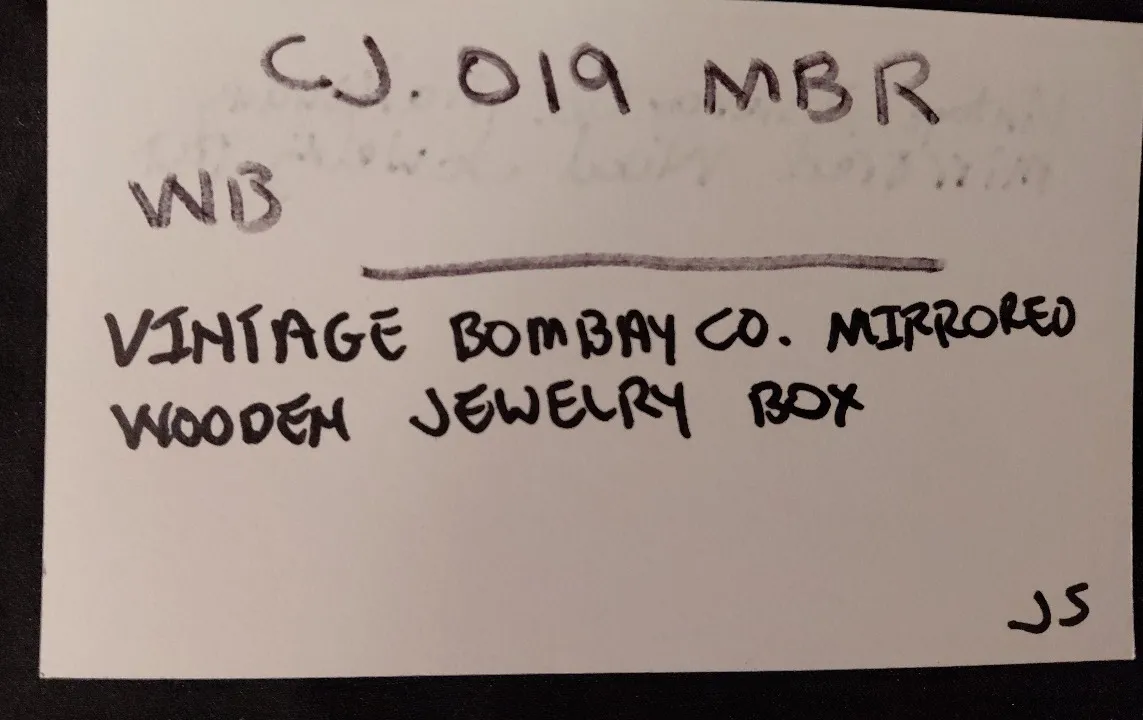 CJ. 019 MBR
WB
VINTAGE BOMBAY CO. MIRRORED
WOODEN JEWELRY BOX
JS